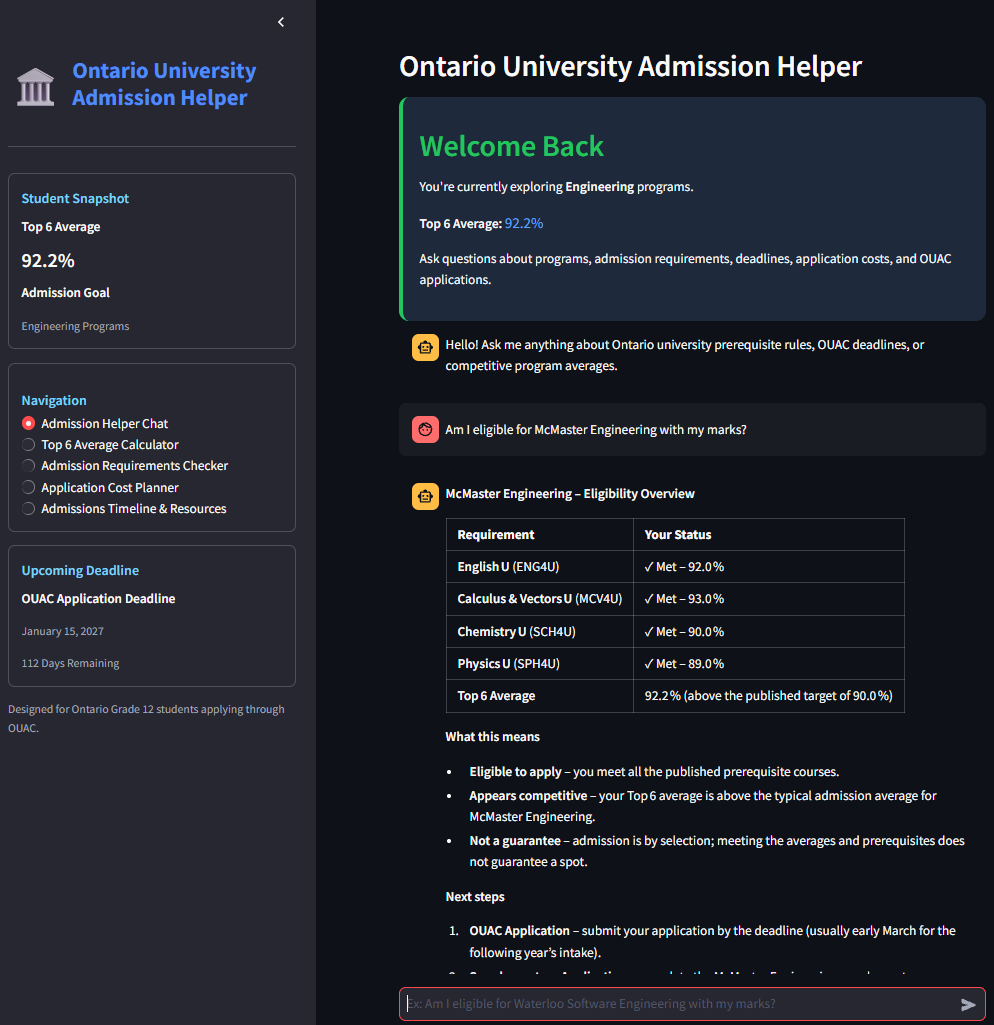 Ontario University
Admission Helper
Student Snapshot
Top 6 Average
92.2%
Admission Goal
Engineering Programs
Navigation
Admission Helper Chat
Top 6 Average Calculator
Admission Requirements Checker
Application Cost Planner
Admissions Timeline & Resources
Upcoming Deadline
OUAC Application Deadline
January 15, 2027
112 Days Remaining
Designed for Ontario Grade 12 students applying through
OUAC.
Ontario University Admission Helper
Welcome Back
You're currently exploring Engineering programs.
Top 6 Average: 92.2%
Ask questions about programs, admission requirements, deadlines, application costs, and OUAC
applications.
Hello! Ask me anything about Ontario university prerequisite rules, OUAC deadlines, or
competitive program averages.
Am I eligible for McMaster Engineering with my marks?
McMaster Engineering – Eligibility Overview
Requirement Your Status
English U (ENG4U) ✓ Met – 92.0 %
Calculus & Vectors U (MCV4U) ✓ Met – 93.0 %
Chemistry U (SCH4U) ✓ Met – 90.0 %
Physics U (SPH4U) ✓ Met – 89.0 %
Top 6 Average 92.2 % (above the published target of 90.0 %)
What this means
• Eligible to apply – you meet all the published prerequisite courses.
• Appears competitive – your Top 6 average is above the typical admission average for
McMaster Engineering.
• Not a guarantee – admission is by selection; meeting the averages and prerequisites does
not guarantee a spot.
Next steps
1. OUAC Application – submit your application by the deadline (usually early March for the
following year's intake).
Ex: Am I eligible for Waterloo Software Engineering with my marks?